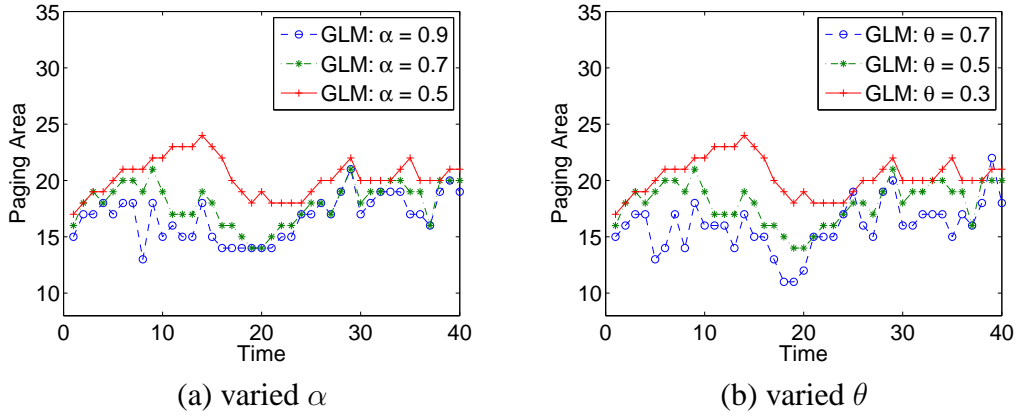 35
30
25
20
15
10
Paging Area
0
10
20
30
40
Time
GLM: α = 0.9
GLM: α = 0.7
GLM: α = 0.5
(a) varied α
35
30
25
20
15
10
Paging Area
0
10
20
30
40
Time
GLM: θ = 0.7
GLM: θ = 0.5
GLM: θ = 0.3
(b) varied θ